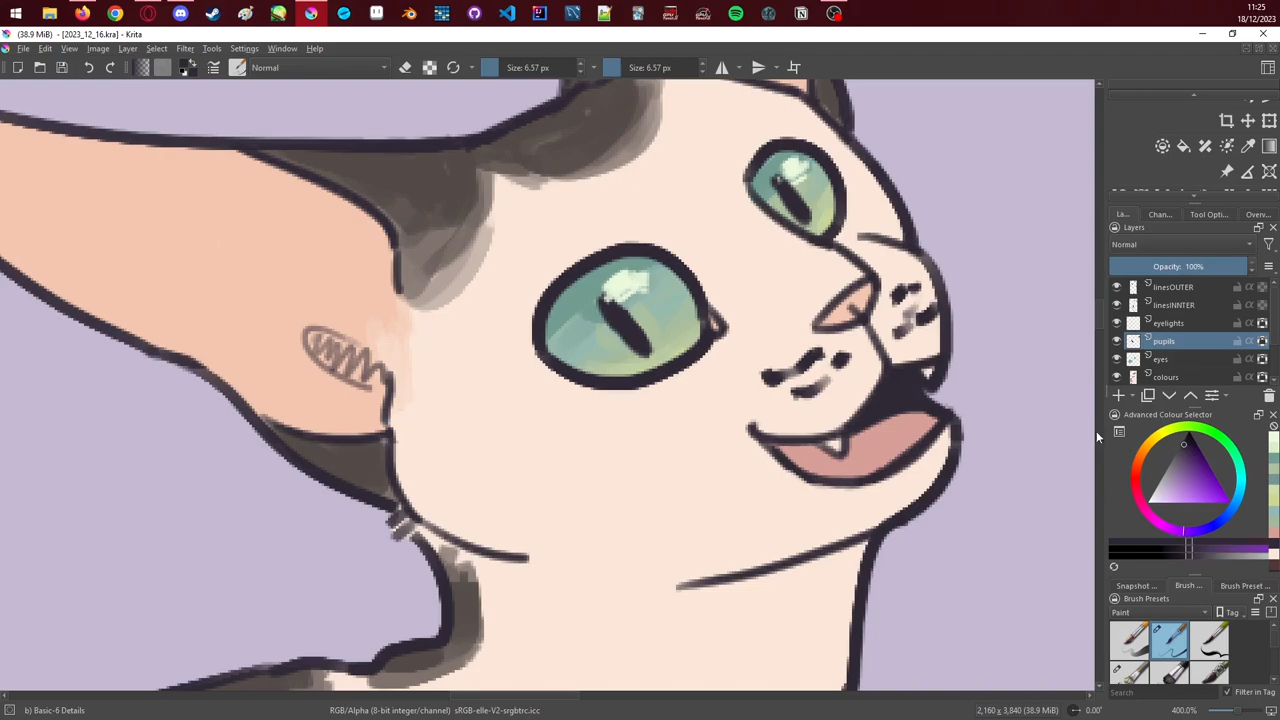 11:25
18/12/2023
(38.9 MiB) - [2023_12_16.kra] - Krita
File Edit View Image Layer Select Filter Tools Settings Window Help
Normal
Size: 6.57 px
Size: 6.57 px
La... Chan... Tool Opti... Overv...
Layers
Normal
Opacity: 100%
linesOUTER
linesINNTER
eyelights
pupils
eyes
colours
Advanced Colour Selector
Snapshot ... Brush ... Brush Preset ...
Brush Presets
Paint
Tag
Search
Filter in Tag
b) Basic-6 Details
RGB/Alpha (8-bit integer/channel) sRGB-elle-V2-srgbtrc.icc
2,160 x 3,840 (38.9 MiB)
0.00°
400.0%